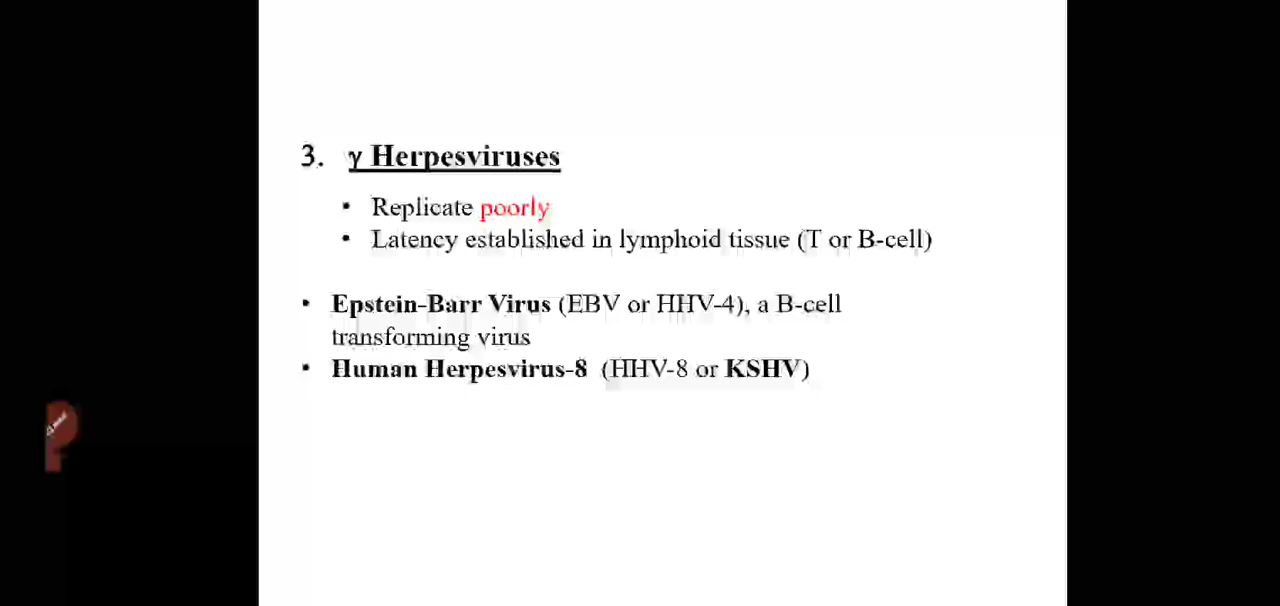 3. γ Herpesviruses
• Replicate poorly
• Latency established in lymphoid tissue (T or B-cell)
• Epstein-Barr Virus (EBV or HHV-4), a B-cell
transforming virus
• Human Herpesvirus-8 (HHV-8 or KSHV)